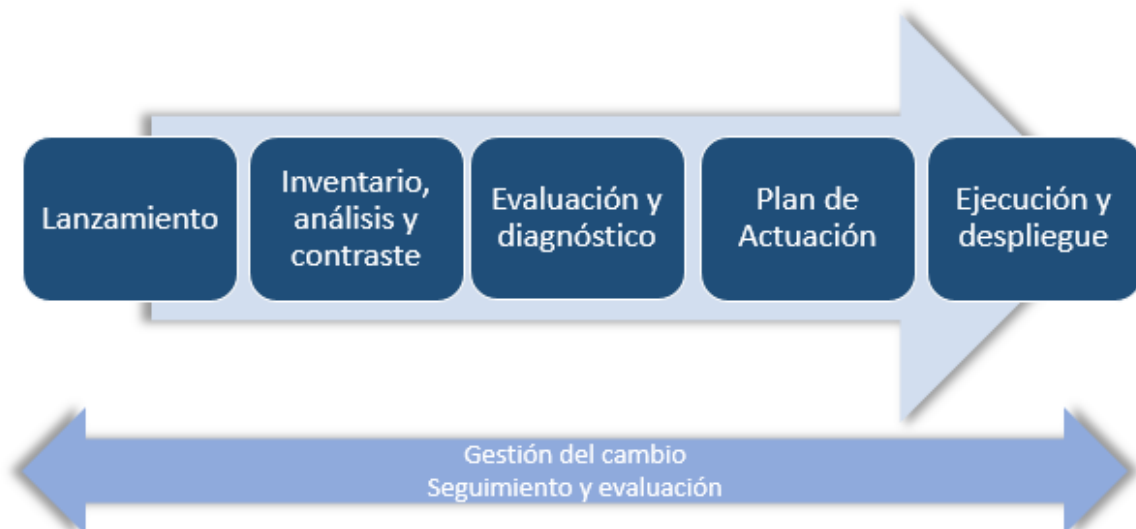 Lanzamiento
Inventario,
análisis y
contraste
Evaluación y
diagnóstico
Plan de
Actuación
Ejecución y
despliegue
Gestión del cambio
Seguimiento y evaluación